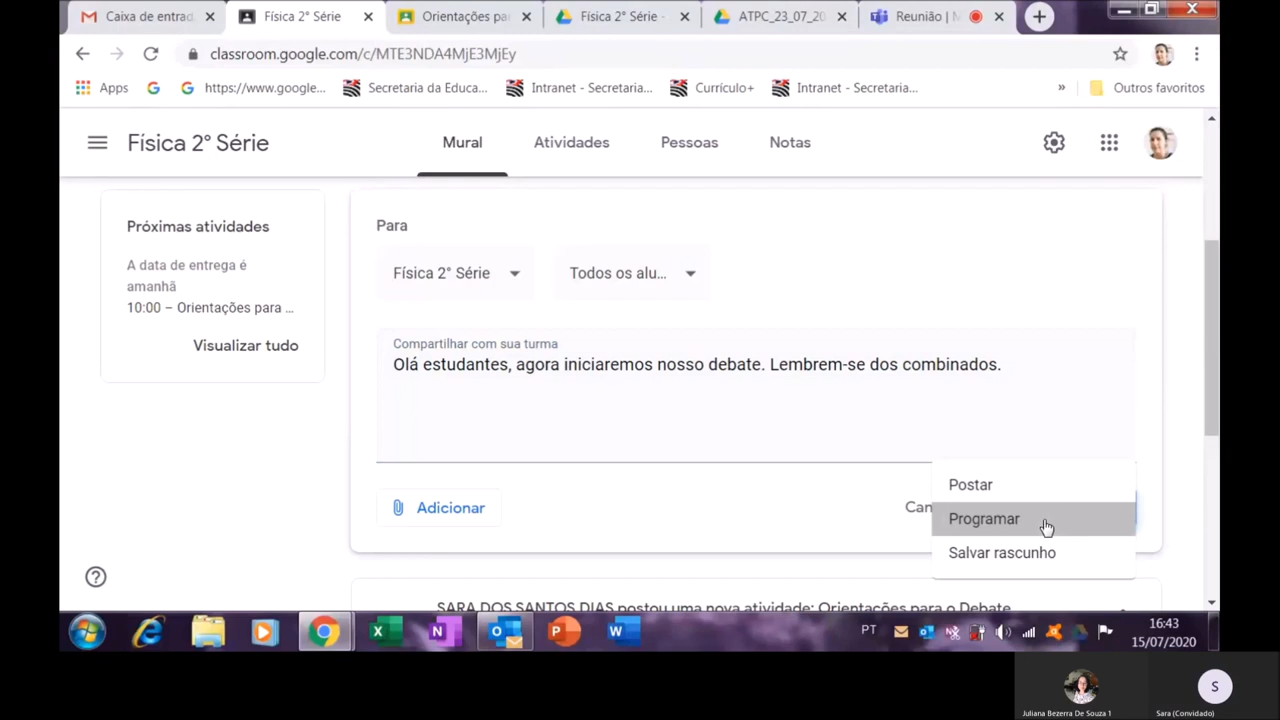 Caixa de entrad
Física 2° Série
Orientações pa
Física 2° Série -
ATPC_23_07_20
Reunião | M
classroom.google.com/c/MTE3NDA4MjE3MjEy
Apps
https://www.google...
Secretaria da Educa...
Intranet - Secretaria...
Currículo+
Intranet - Secretaria...
»
Outros favoritos
Física 2° Série
Mural
Atividades
Pessoas
Notas
Próximas atividades
A data de entrega é
amanhã
10:00 – Orientações para ...
Visualizar tudo
Para
Física 2° Série
Todos os alu...
Compartilhar com sua turma
Olá estudantes, agora iniciaremos nosso debate. Lembrem-se dos combinados.
Adicionar
Can
Postar
Programar
Salvar rascunho
SARA DOS SANTOS DIAS postou uma nova atividade: Orientações para o Debate
PT
16:43
15/07/2020
Juliana Bezerra De Souza 1
S
Sara (Convidado)